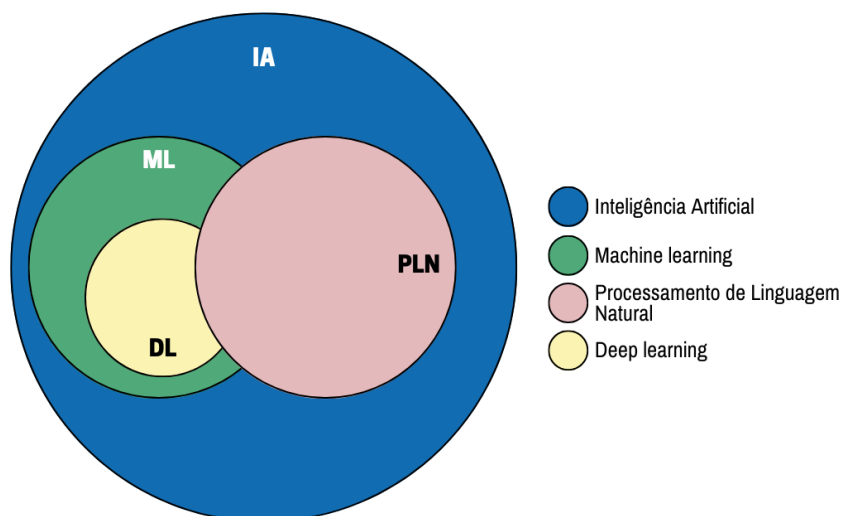 IA
ML
PLN
DL
Inteligência Artificial
Machine learning
Processamento de Linguagem
Natural
Deep learning